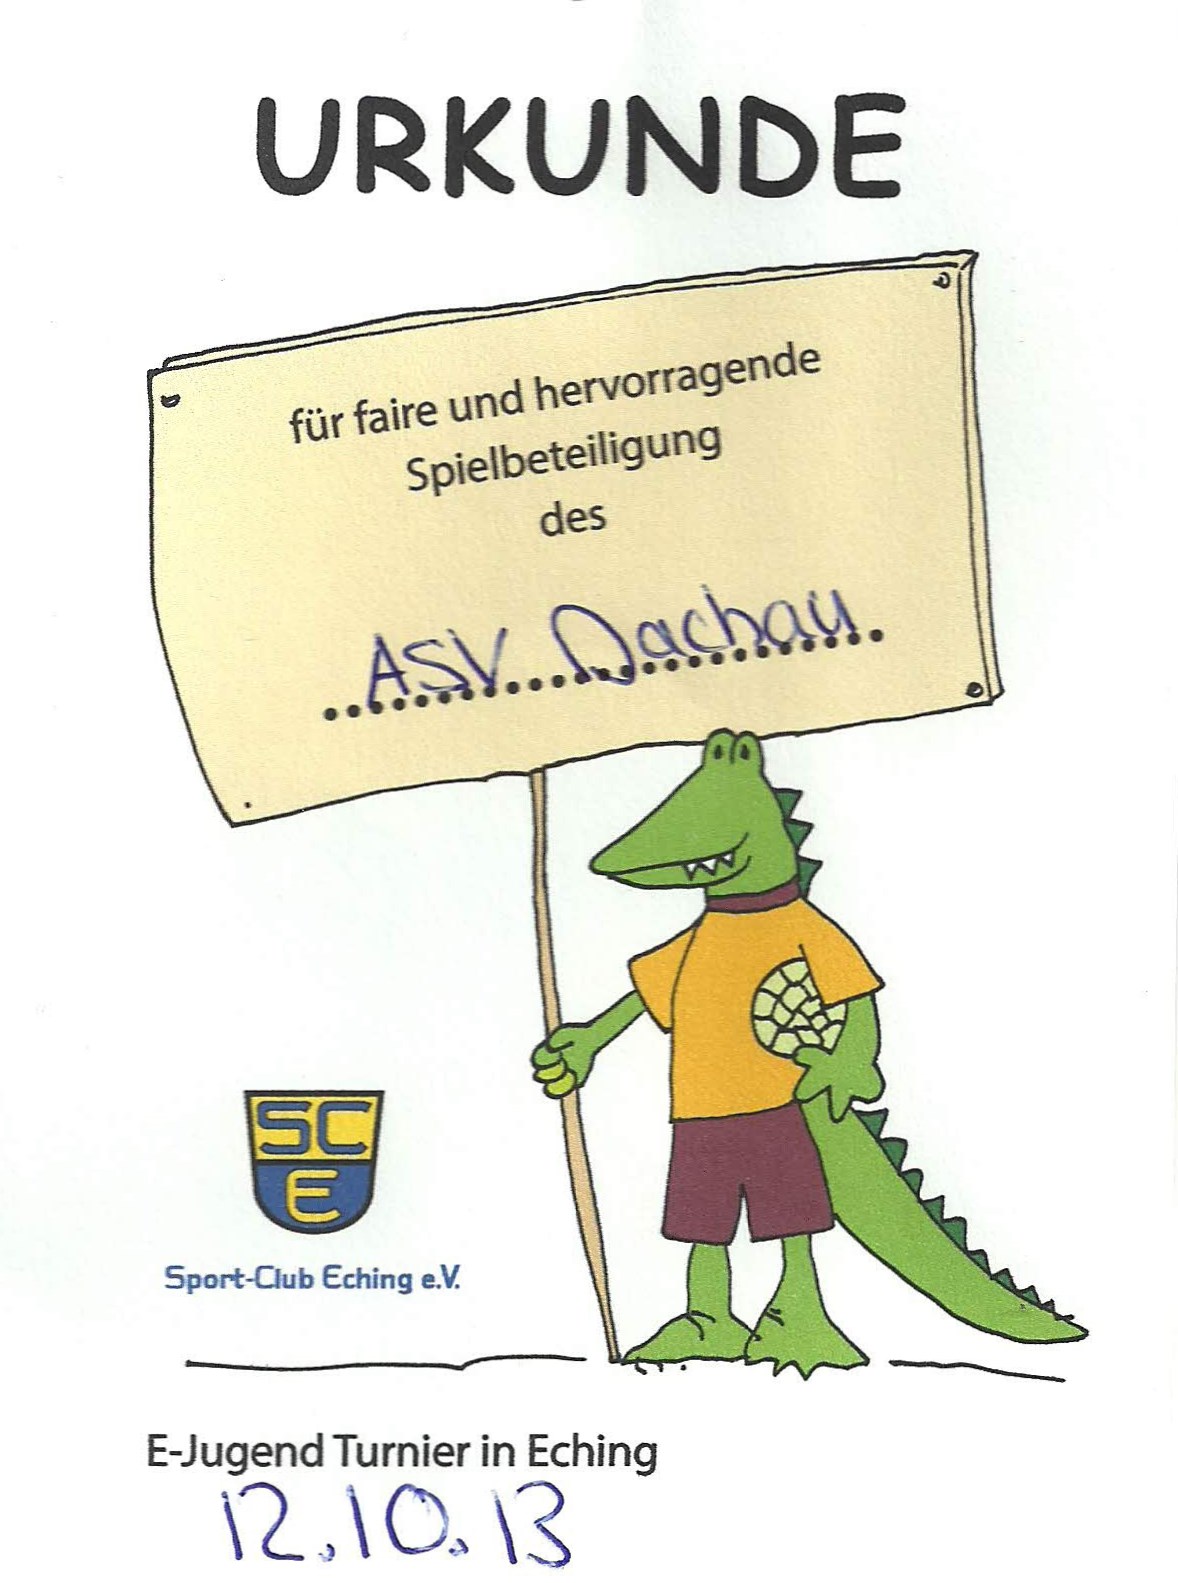 URKUNDE
für faire und hervorragende
Spielbeteiligung
des
ASV Dachau
SC
E
Sport-Club Eching e.V.
E-Jugend Turnier in Eching
12.10.13